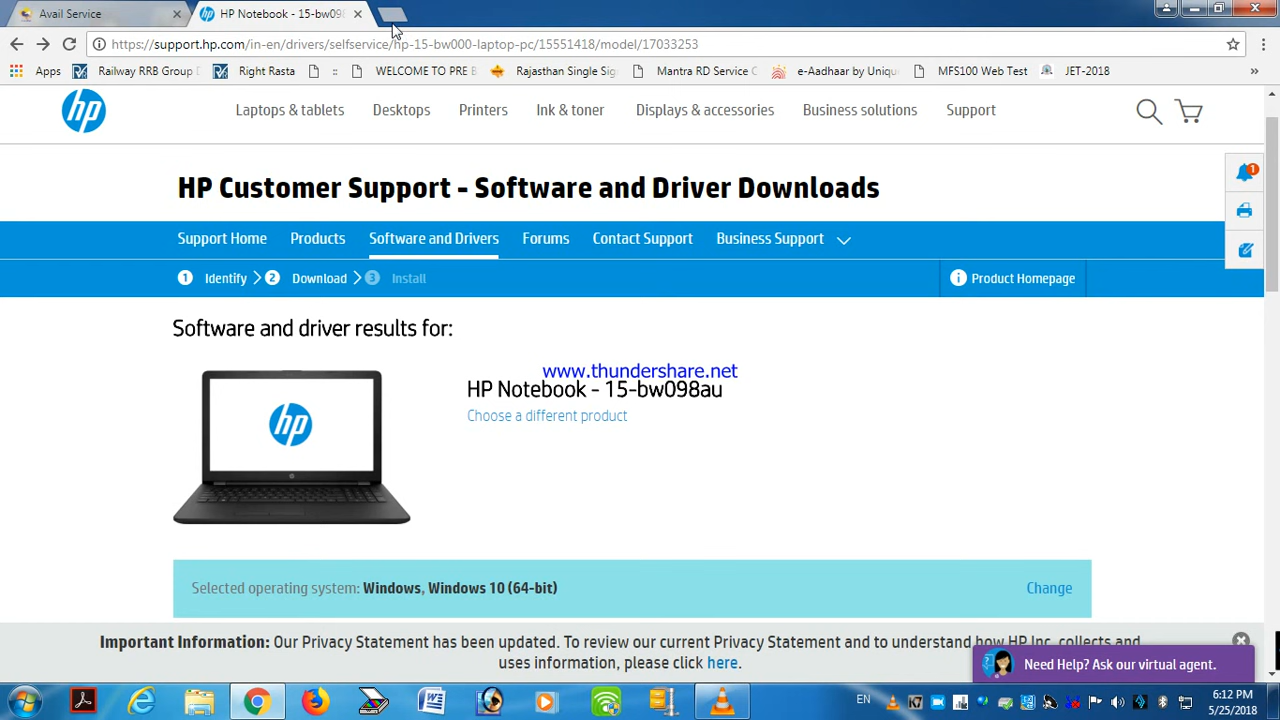 Avail Service
HP Notebook - 15-bw098
https://support.hp.com/in-en/drivers/selfservice/hp-15-bw000-laptop-pc/15551418/model/17033253
Apps Railway RRB Group D Right Rasta :: WELCOME TO PRE B Rajasthan Single Sig Mantra RD Service C e-Aadhaar by Uniqu MFS100 Web Test JET-2018 »
hp Laptops & tablets Desktops Printers Ink & toner Displays & accessories Business solutions Support
HP Customer Support - Software and Driver Downloads
1
Support Home Products Software and Drivers Forums Contact Support Business Support
1 Identify 2 Download 3 Install Product Homepage
Software and driver results for:
www.thundershare.net
HP Notebook - 15-bw098au
Choose a different product
hp
Selected operating system: Windows, Windows 10 (64-bit) Change
Important Information: Our Privacy Statement has been updated. To review our current Privacy Statement and to understand how HP Inc. collects and
uses information, please click here.
Need Help? Ask our virtual agent.
EN
6:12 PM
5/25/2018